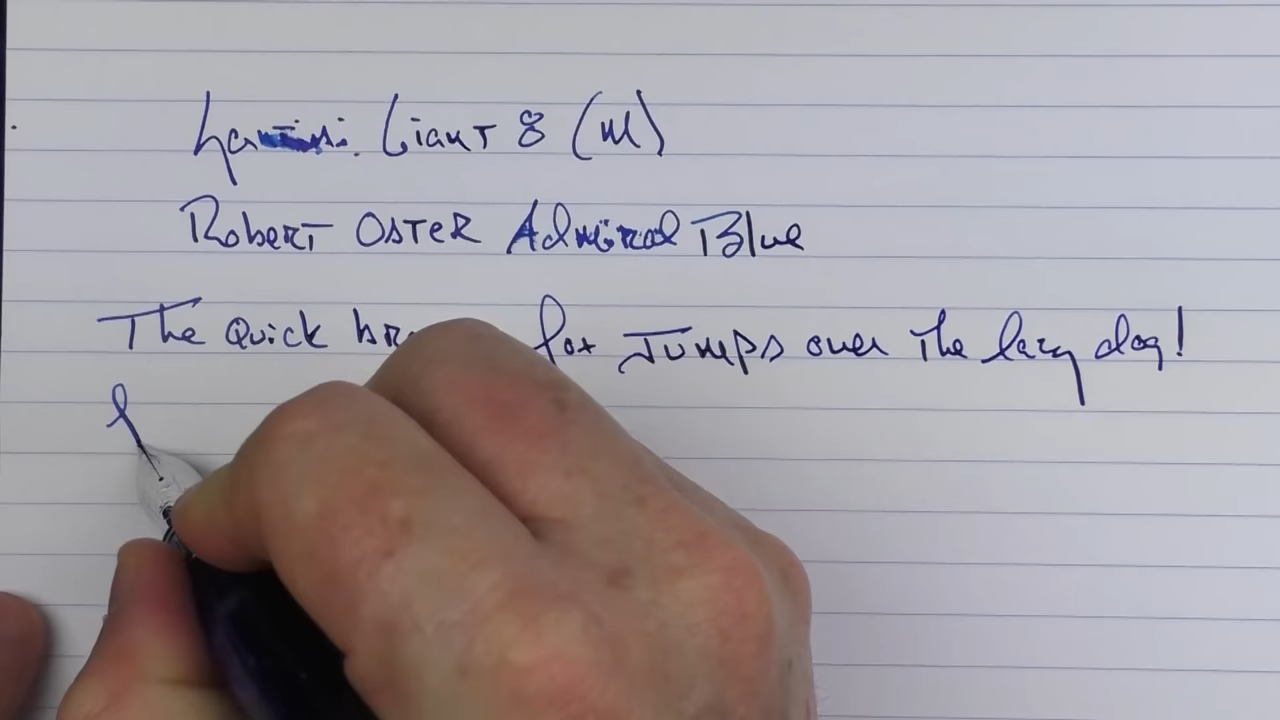 Giant 8 (M)
Robert Oster Admiral Blue
The Quick fox Jumps over The lazy dog!